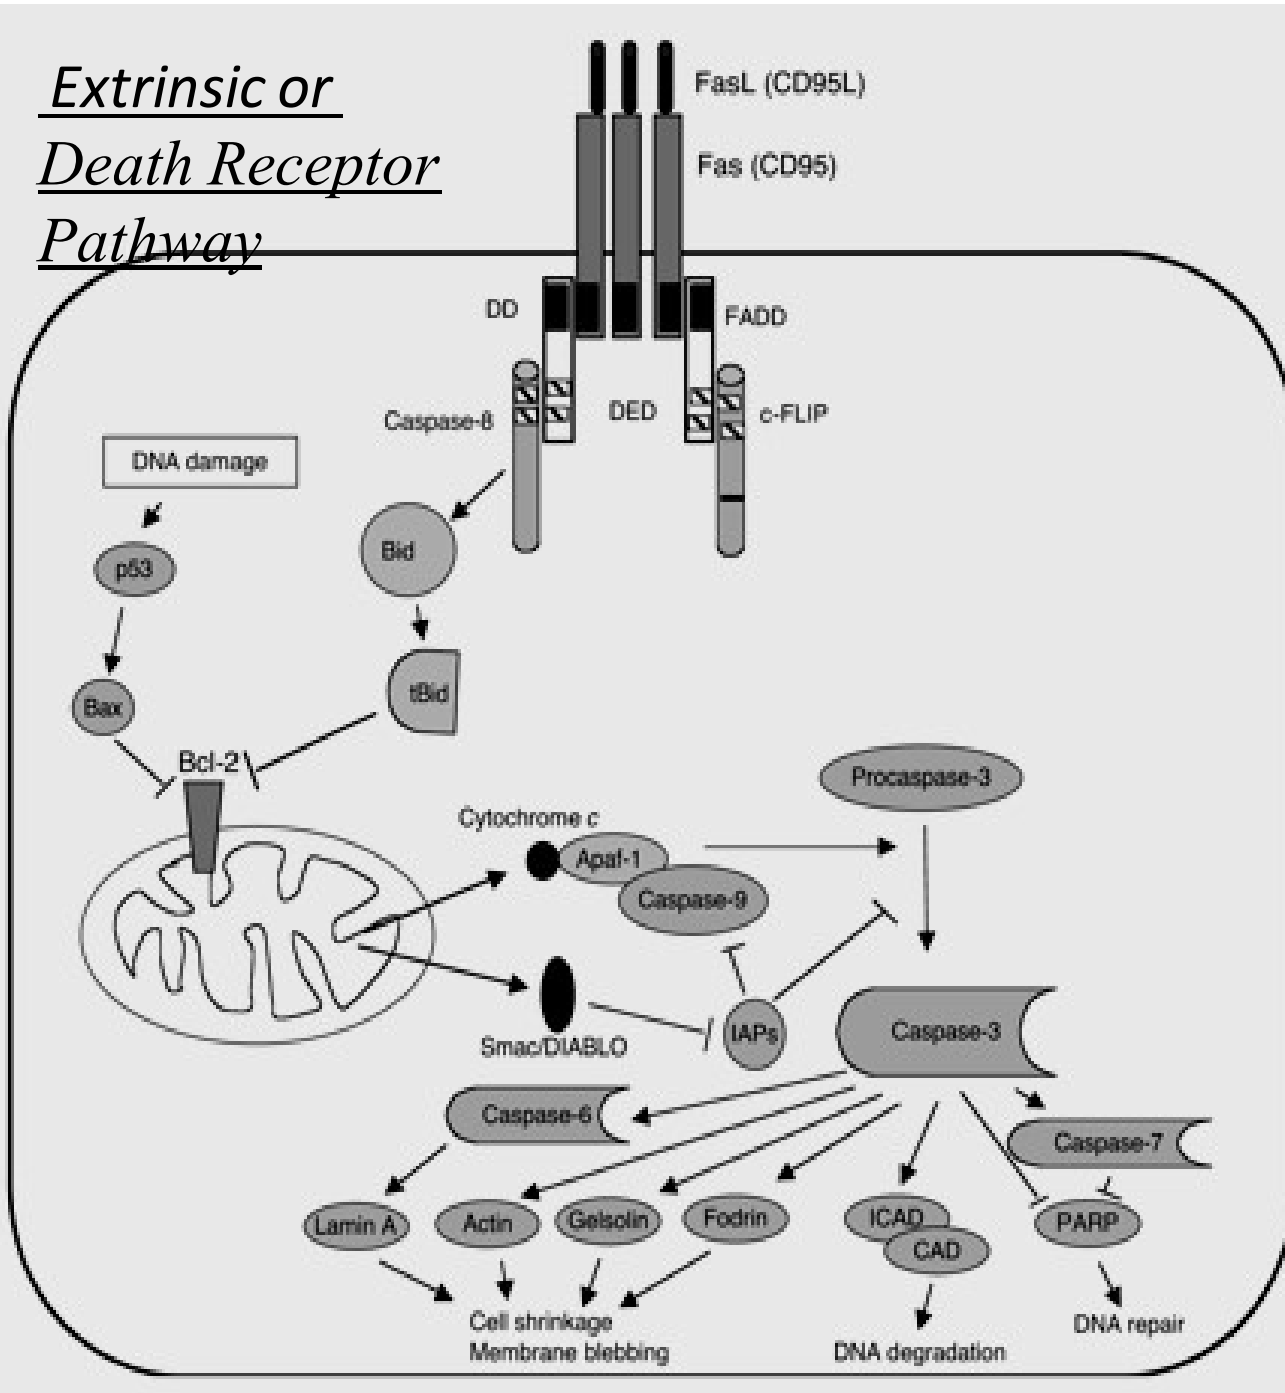 Extrinsic or
Death Receptor
Pathway
FasL (CD95L)
Fas (CD95)
DD
FADD
Caspase-8
DED
c-FLIP
DNA damage
Bid
p53
tBid
Bax
Bcl-2
Procaspase-3
Cytochrome c
Apaf-1
Caspase-9
IAPs
Caspase-3
Smac/DIABLO
Caspase-6
Caspase-7
Lamin A
Actin
Gelsolin
Fodrin
ICAD
CAD
PARP
Cell shrinkage
Membrane blebbing
DNA degradation
DNA repair